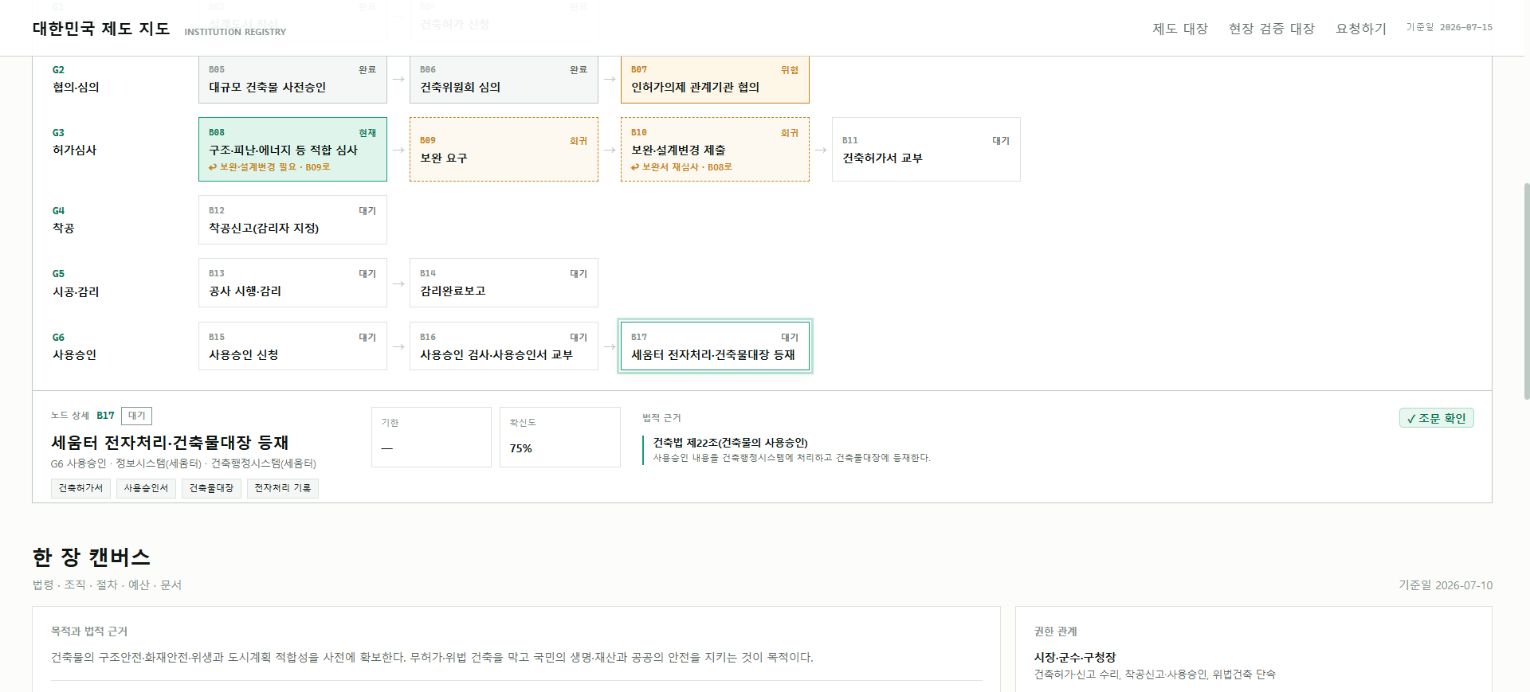 대한민국 제도 지도 INSTITUTION REGISTRY 제도 대장 현장 검증 대장 요청하기 기준일 2026-07-15
G2 협의·심의
B05 완료
대규모 건축물 사전승인
→
B06 완료
건축위원회 심의
→
B07 위험
인허가의제 관계기관 협의
G3 허가심사
B08 현재
구조·피난·에너지 등 적합 심사
↩ 보완·설계변경 필요 · B09로
→
B09 회귀
보완 요구
→
B10 회귀
보완·설계변경 제출
↩ 보완서 재심사 · B08로
→
B11 대기
건축허가서 교부
G4 착공
B12 대기
착공신고(감리자 지정)
G5 시공·감리
B13 대기
공사 시행·감리
→
B14 대기
감리완료보고
G6 사용승인
B15 대기
사용승인 신청
→
B16 대기
사용승인 검사·사용승인서 교부
→
B17 대기
세움터 전자처리·건축물대장 등재
노드 상세 B17 대기
세움터 전자처리·건축물대장 등재
G6 사용승인 · 정보시스템(세움터) · 건축행정시스템(세움터)
건축허가서 사용승인서 건축물대장 전자처리 기록
기한
—
확신도
75%
법적 근거
건축법 제22조(건축물의 사용승인)
사용승인 내용을 건축행정시스템에 처리하고 건축물대장에 등재한다.
✓ 조문 확인
한 장 캔버스
법령 · 조직 · 절차 · 예산 · 문서
기준일 2026-07-10
목적과 법적 근거
건축물의 구조안전·화재안전·위생과 도시계획 적합성을 사전에 확보한다. 무허가·위법 건축을 막고 국민의 생명·재산과 공공의 안전을 지키는 것이 목적이다.
권한 관계
시장·군수·구청장
건축허가·신고 수리, 착공신고·사용승인, 위법건축 단속